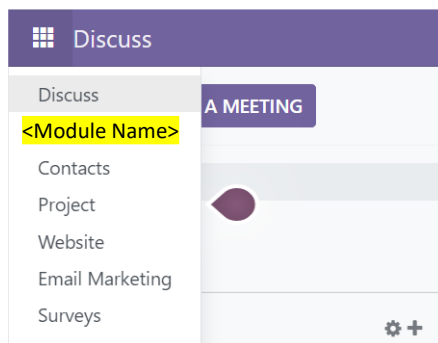 Discuss
Discuss
A MEETING
<Module Name>
Contacts
Project
Website
Email Marketing
Surveys